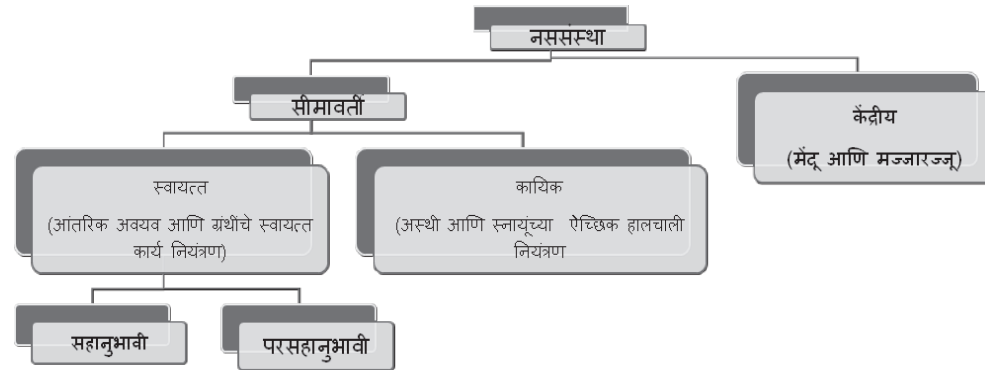 नससंस्था
सीमावर्ती
केंद्रीय
(मेंदू आणि मज्जारज्जू)
स्वायत्त
(आंतरिक अवयव आणि ग्रंथींचे स्वायत्त
कार्य नियंत्रण)
कायिक
(अस्थी आणि स्नायूंच्या ऐच्छिक हालचाली
नियंत्रण
सहानुभावी
परसहानुभावी